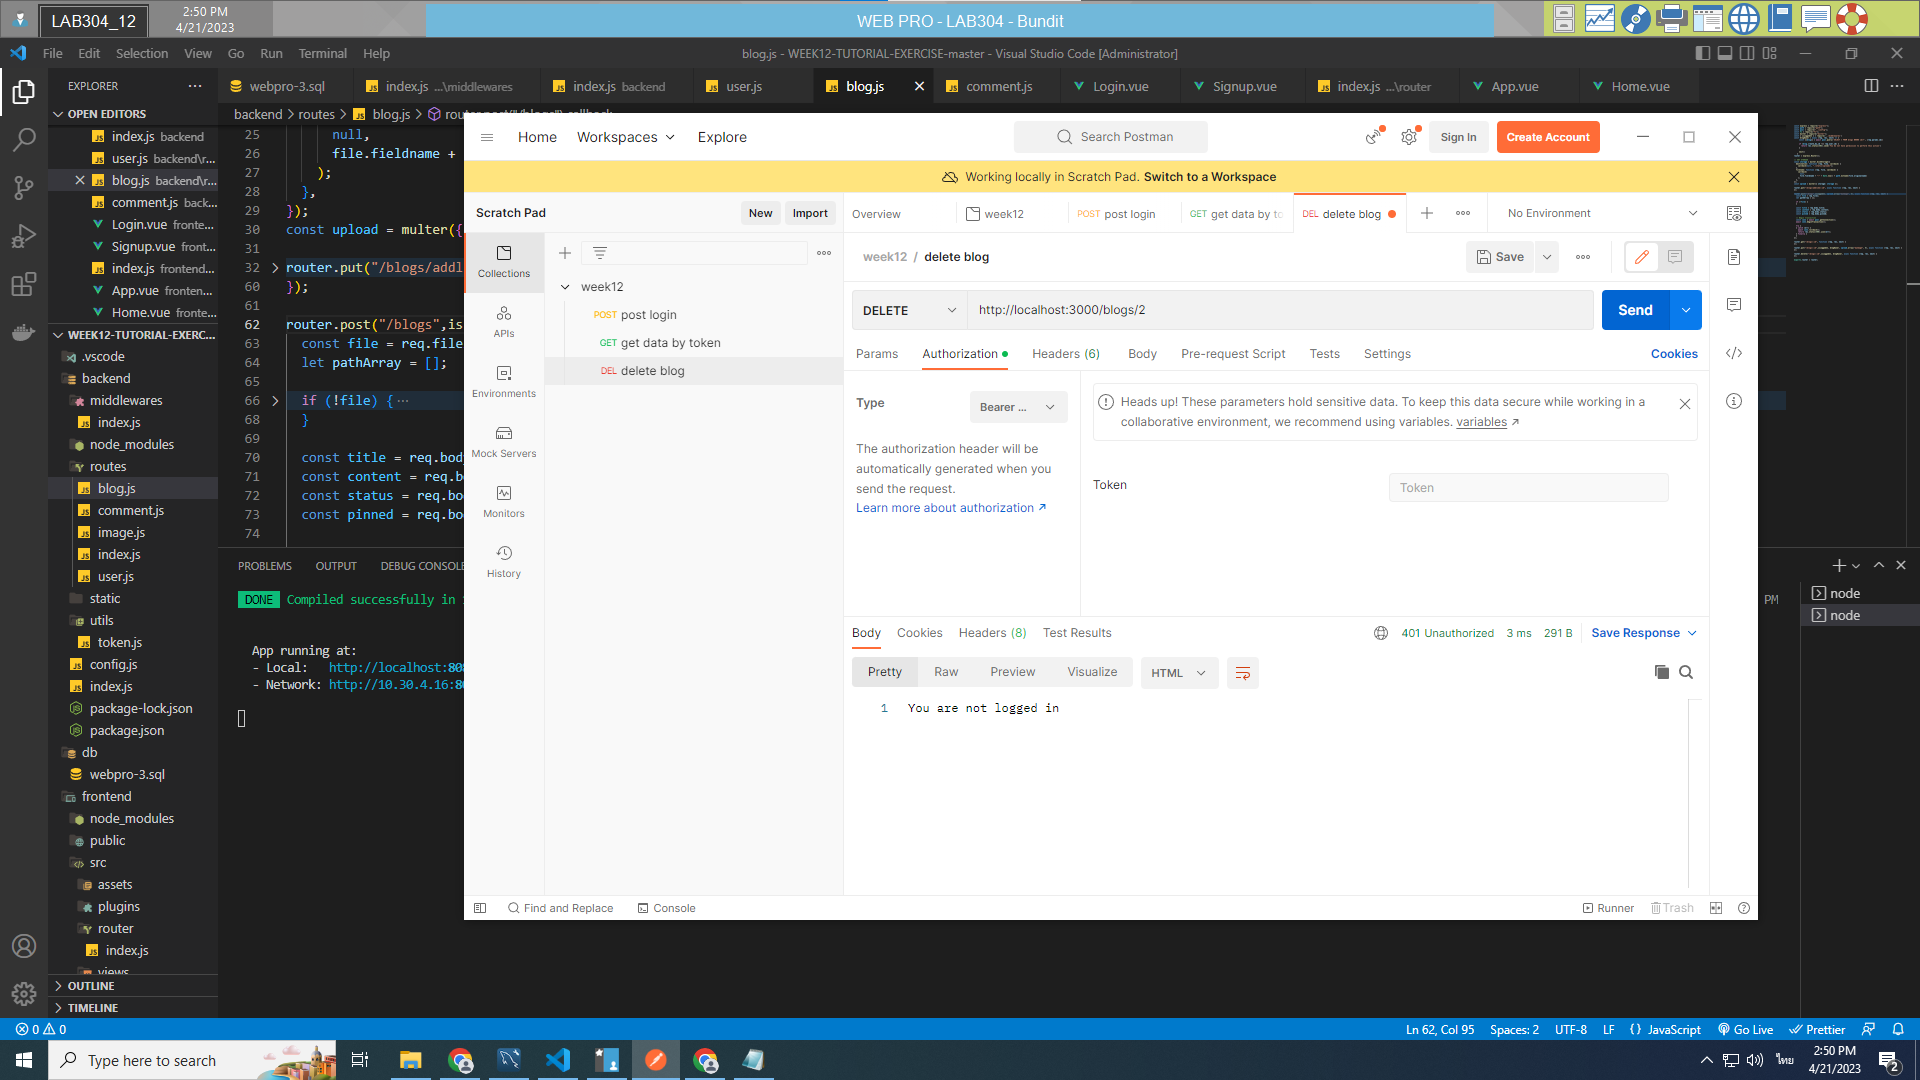 LAB304_12
2:50 PM
4/21/2023
WEB PRO - LAB304 - Bundit
File Edit Selection View Go Run Terminal Help
blog.js - WEEK12-TUTORIAL-EXERCISE-master - Visual Studio Code [Administrator]
EXPLORER
webpro-3.sql
index.js ...\middlewares
index.js backend
user.js
blog.js
comment.js
Login.vue
Signup.vue
index.js ...\router
App.vue
Home.vue
OPEN EDITORS
index.js backend
user.js backend\r...
blog.js backend\r...
comment.js back...
Login.vue fronte...
Signup.vue front...
index.js frontend...
App.vue fronten...
Home.vue fronte...
WEEK12-TUTORIAL-EXERC...
.vscode
backend
middlewares
index.js
node_modules
routes
blog.js
comment.js
image.js
index.js
user.js
static
utils
token.js
config.js
index.js
package-lock.json
package.json
db
webpro-3.sql
frontend
node_modules
public
src
assets
plugins
router
index.js
views
OUTLINE
TIMELINE
backend > routes > blog.js >
25 null,
26 file.fieldname +
27 );
28 },
29 });
30 const upload = multer({
31
32 router.put("/blogs/addl
60 });
61
62 router.post("/blogs",is
63 const file = req.file
64 let pathArray = [];
65
66 if (!file) {···
68 }
69
70 const title = req.body
71 const content = req.b
72 const status = req.bo
73 const pinned = req.bo
74
PROBLEMS OUTPUT DEBUG CONSOLE
DONE Compiled successfully in
PM
App running at:
- Local: http://localhost:808
- Network: http://10.30.4.16:80
node
node
Home Workspaces Explore
Search Postman
Sign In
Create Account
Working locally in Scratch Pad. Switch to a Workspace
Scratch Pad
New Import
Overview
week12
POST post login
GET get data by to
DEL delete blog
No Environment
Collections
APIs
Environments
Mock Servers
Monitors
History
week12
POST post login
GET get data by token
DEL delete blog
week12 / delete blog
Save
DELETE
http://localhost:3000/blogs/2
Send
Params Authorization Headers (6) Body Pre-request Script Tests Settings Cookies
Type
Bearer ...
The authorization header will be
automatically generated when you
send the request.
Learn more about authorization ↗
Heads up! These parameters hold sensitive data. To keep this data secure while working in a
collaborative environment, we recommend using variables. variables ↗
Token
Token
Body Cookies Headers (8) Test Results
401 Unauthorized 3 ms 291 B Save Response
Pretty Raw Preview Visualize HTML
1 You are not logged in
Find and Replace Console
Runner Trash
0 0
Ln 62, Col 95 Spaces: 2 UTF-8 LF {} JavaScript Go Live Prettier
Type here to search
ไทย
2:50 PM
4/21/2023
2